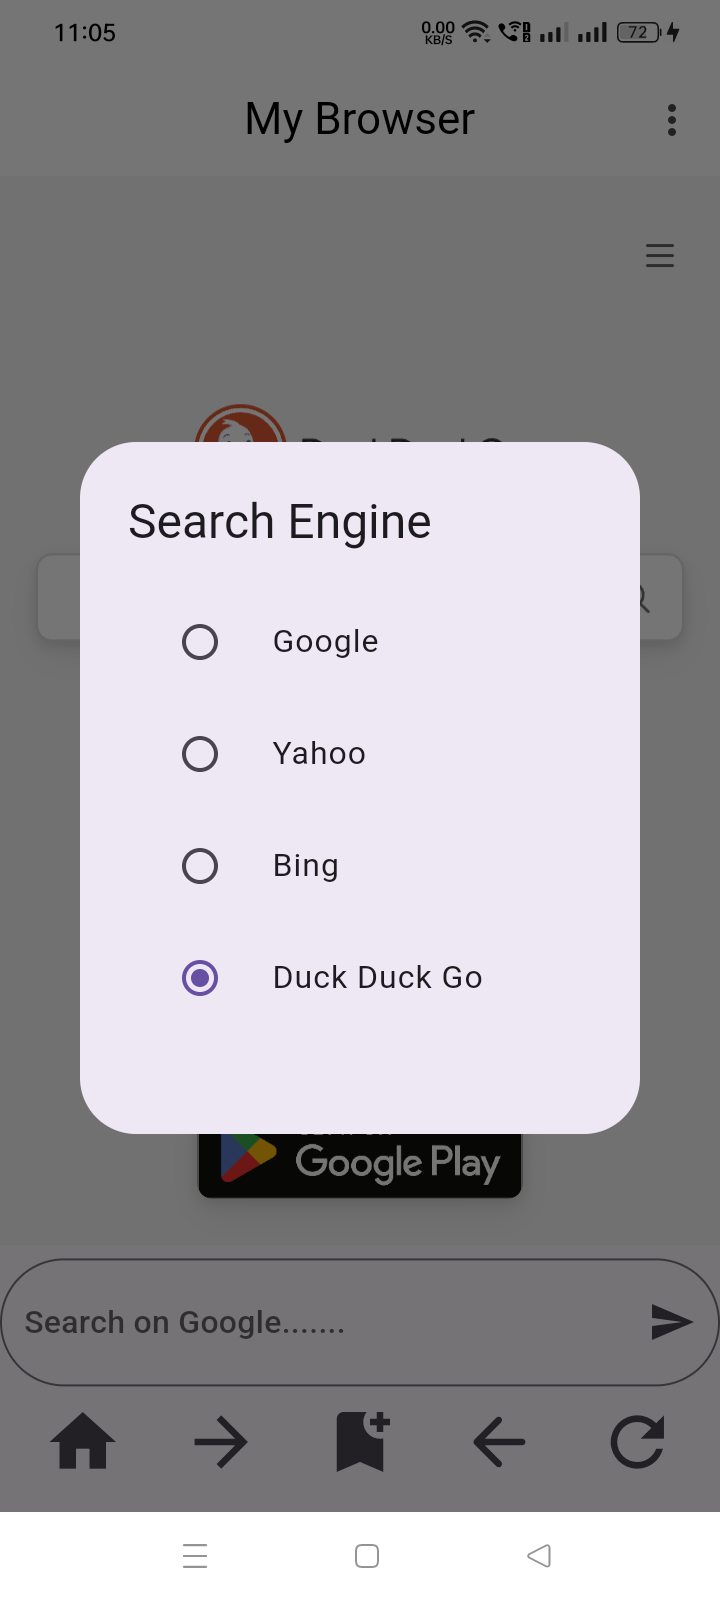 11:05
0.00
KB/S
72
My Browser
Search Engine
Google
Yahoo
Bing
Duck Duck Go
Google Play
Search on Google.......